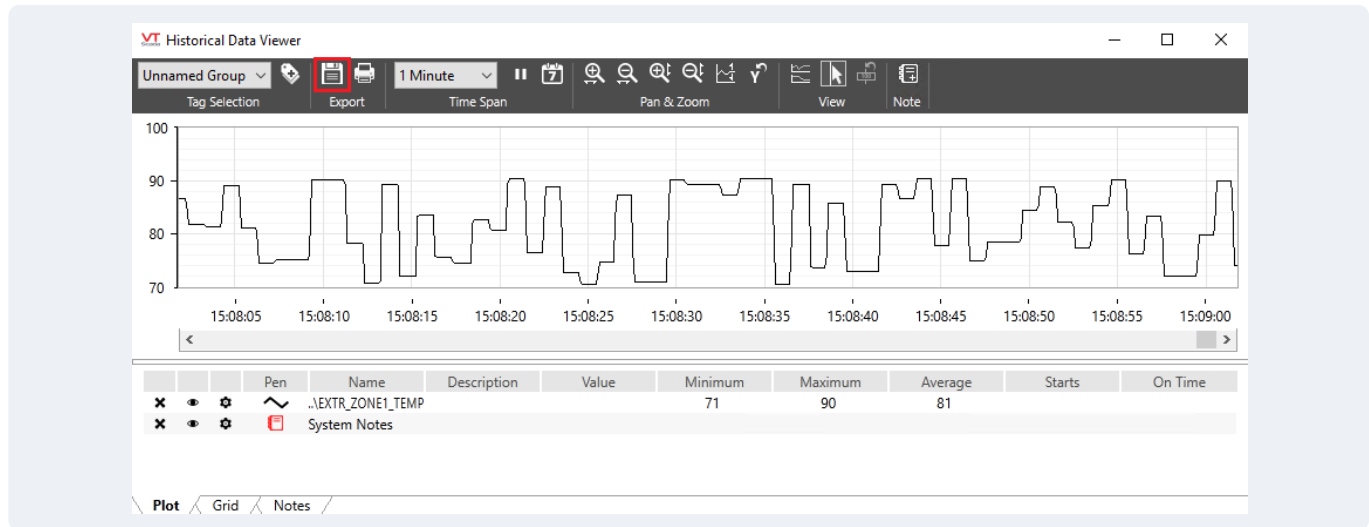 VT Scada Historical Data Viewer
Unnamed Group 1 Minute 7
Tag Selection Export Time Span Pan & Zoom View Note
100
90
80
70
15:08:05 15:08:10 15:08:15 15:08:20 15:08:25 15:08:30 15:08:35 15:08:40 15:08:45 15:08:50 15:08:55 15:09:00
Pen Name Description Value Minimum Maximum Average Starts On Time
..\EXTR_ZONE1_TEMP 71 90 81
System Notes
Plot Grid Notes